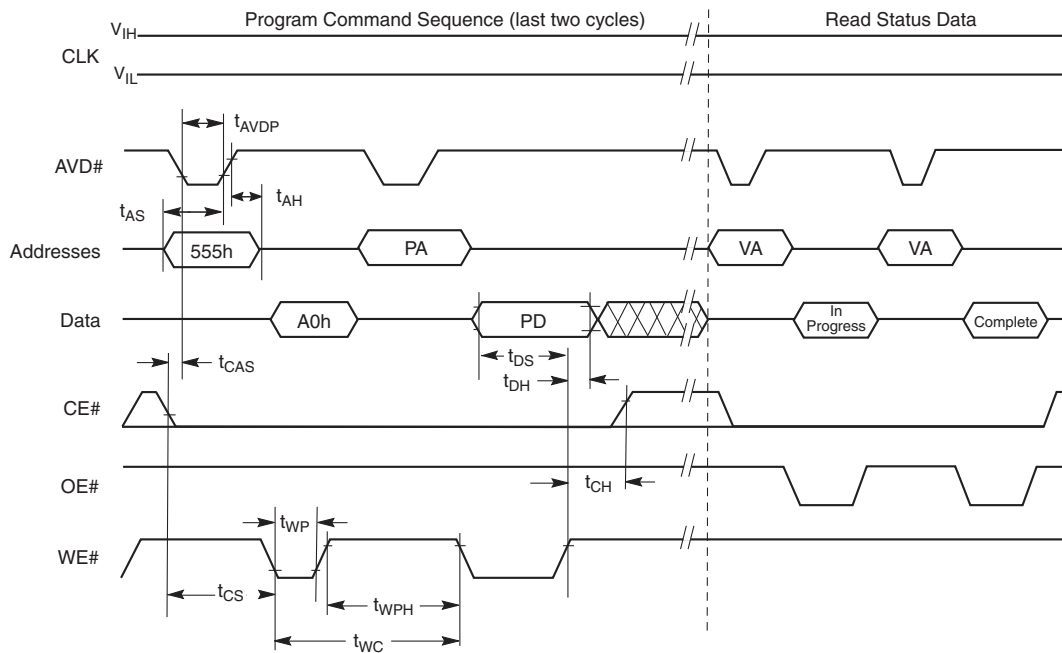 Program Command Sequence (last two cycles)
Read Status Data
VIH
CLK
VIL
tAVDP
AVD#
tAS
tAH
Addresses
555h
PA
VA
VA
Data
A0h
PD
In
Progress
Complete
tDS
tCAS
tDH
CE#
OE#
tCH
tWP
WE#
tCS
tWPH
tWC